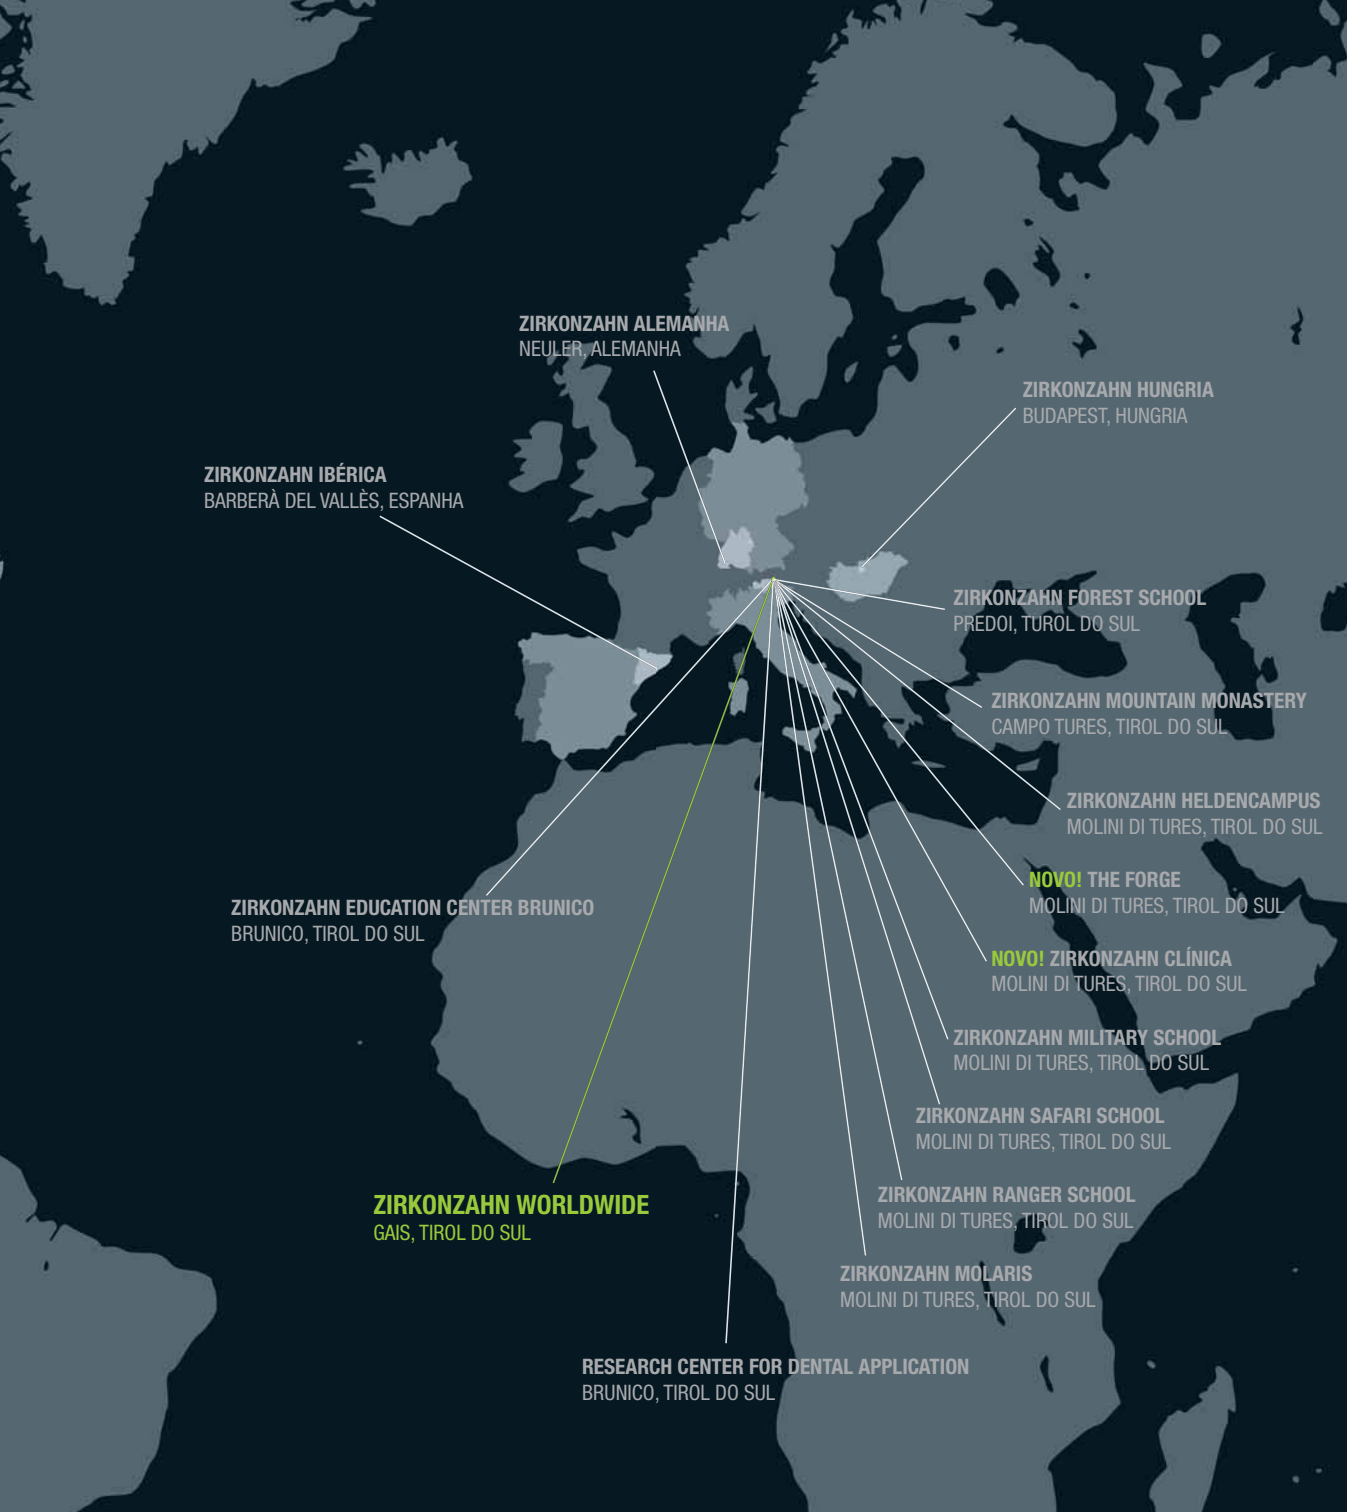 ZIRKONZAHN ALEMANHA
NEULER, ALEMANHA
ZIRKONZAHN HUNGRIA
BUDAPEST, HUNGRIA
ZIRKONZAHN IBÉRICA
BARBERÀ DEL VALLÈS, ESPANHA
ZIRKONZAHN FOREST SCHOOL
PREDOI, TUROL DO SUL
ZIRKONZAHN MOUNTAIN MONASTERY
CAMPO TURES, TIROL DO SUL
ZIRKONZAHN HELDENCAMPUS
MOLINI DI TURES, TIROL DO SUL
NOVO! THE FORGE
MOLINI DI TURES, TIROL DO SUL
ZIRKONZAHN EDUCATION CENTER BRUNICO
BRUNICO, TIROL DO SUL
NOVO! ZIRKONZAHN CLÍNICA
MOLINI DI TURES, TIROL DO SUL
ZIRKONZAHN MILITARY SCHOOL
MOLINI DI TURES, TIROL DO SUL
ZIRKONZAHN SAFARI SCHOOL
MOLINI DI TURES, TIROL DO SUL
ZIRKONZAHN RANGER SCHOOL
MOLINI DI TURES, TIROL DO SUL
ZIRKONZAHN WORLDWIDE
GAIS, TIROL DO SUL
ZIRKONZAHN MOLARIS
MOLINI DI TURES, TIROL DO SUL
RESEARCH CENTER FOR DENTAL APPLICATION
BRUNICO, TIROL DO SUL